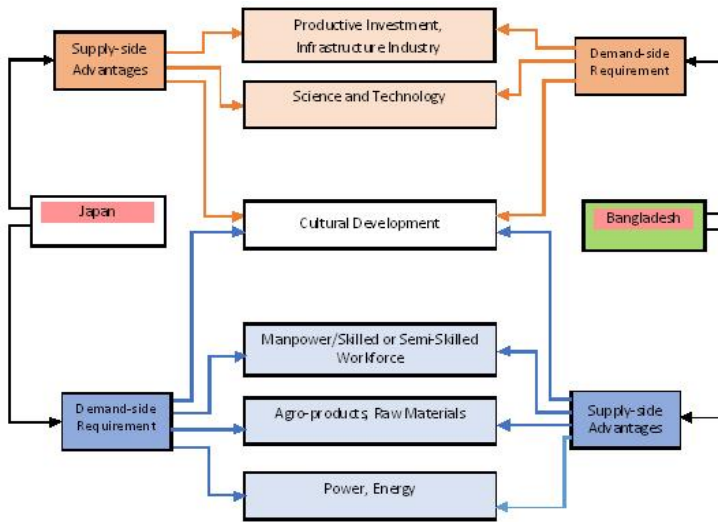 Productive Investment,
Infrastructure Industry
Supply-side
Advantages
Demand-side
Requirement
Science and Technology
Japan
Cultural Development
Bangladesh
Manpower/Skilled or Semi-Skilled
Workforce
Demand-side
Requirement
Agro-products, Raw Materials
Supply-side
Advantages
Power, Energy